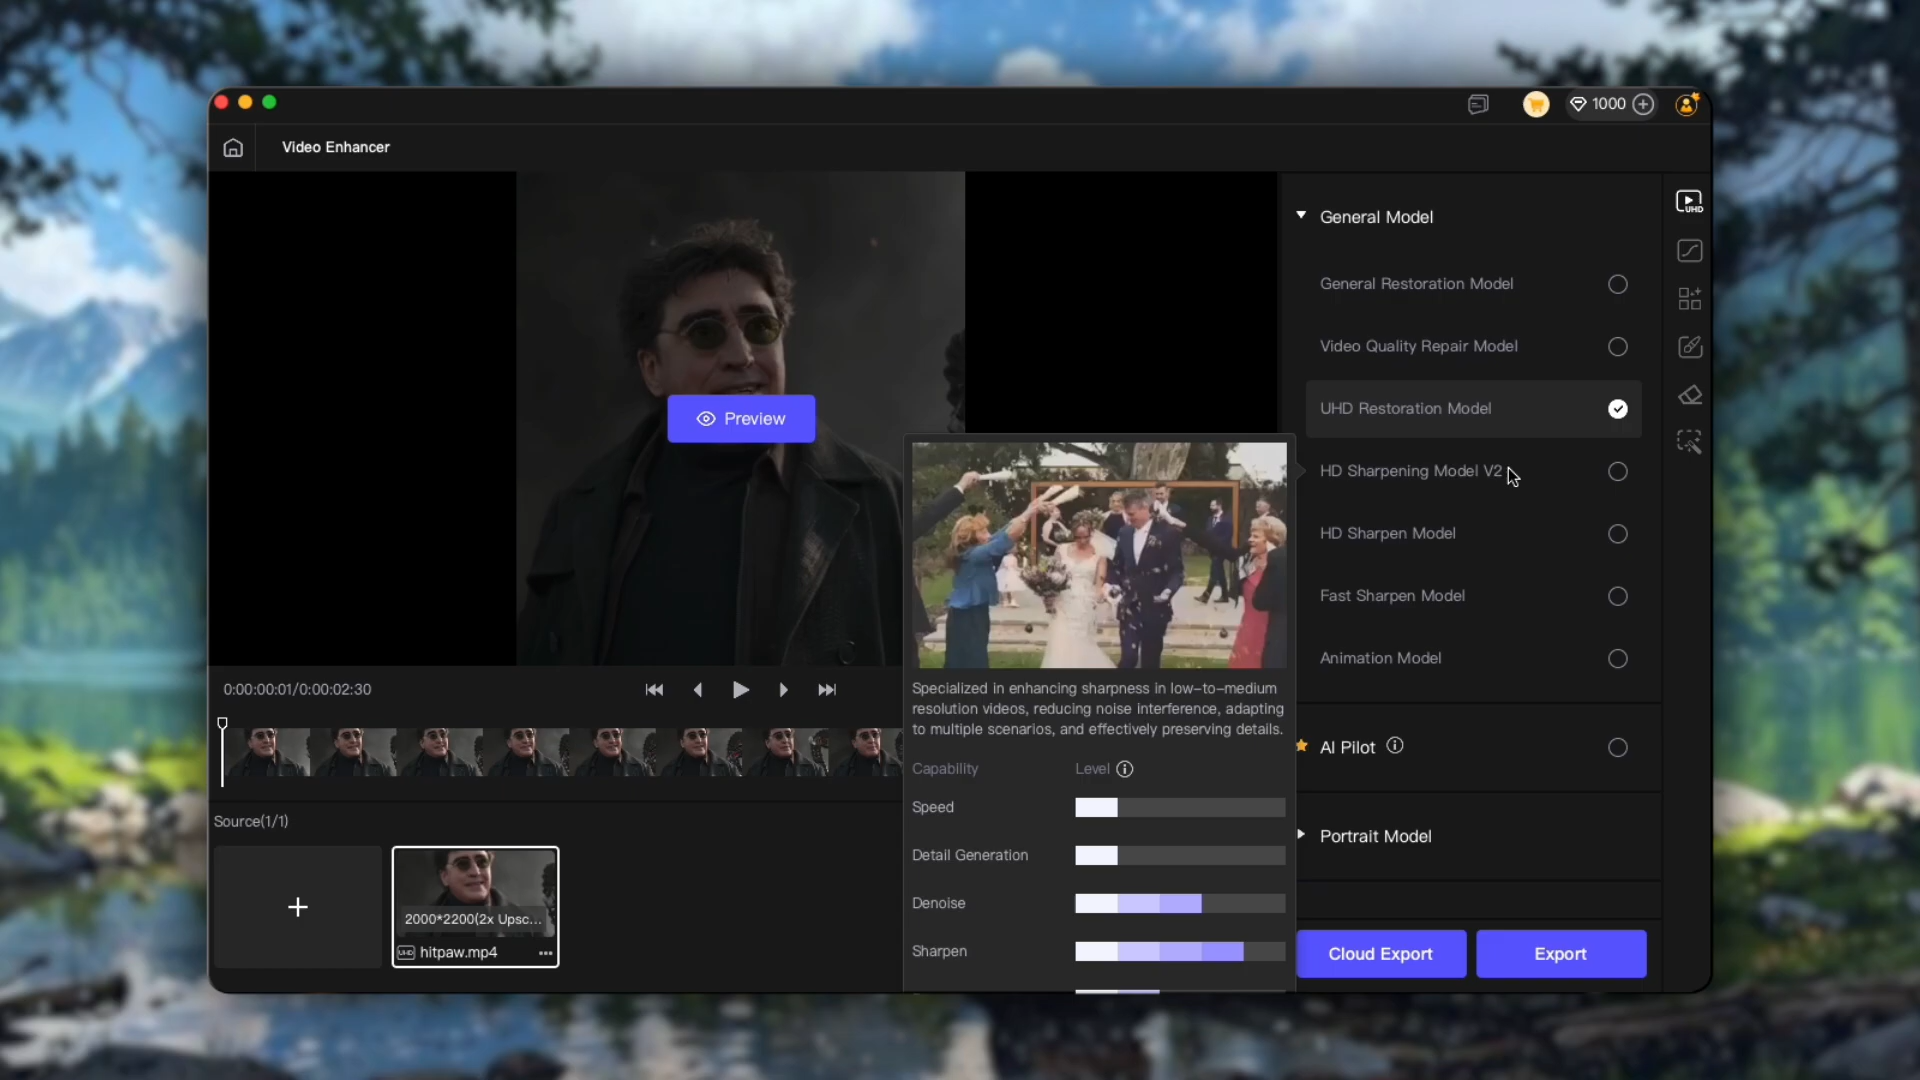 1000
Video Enhancer
UHD
General Model
General Restoration Model
Video Quality Repair Model
UHD Restoration Model
Preview
HD Sharpening Model V2
HD Sharpen Model
Fast Sharpen Model
Animation Model
0:00:00:01/0:00:02:30
Specialized in enhancing sharpness in low-to-medium
resolution videos, reducing noise interference, adapting
to multiple scenarios, and effectively preserving details.
AI Pilot
Capability Level
Speed
Source(1/1)
Portrait Model
Detail Generation
Denoise
2000*2200(2x Upsc...
UHD hitpaw.mp4 ...
Sharpen
Cloud Export
Export